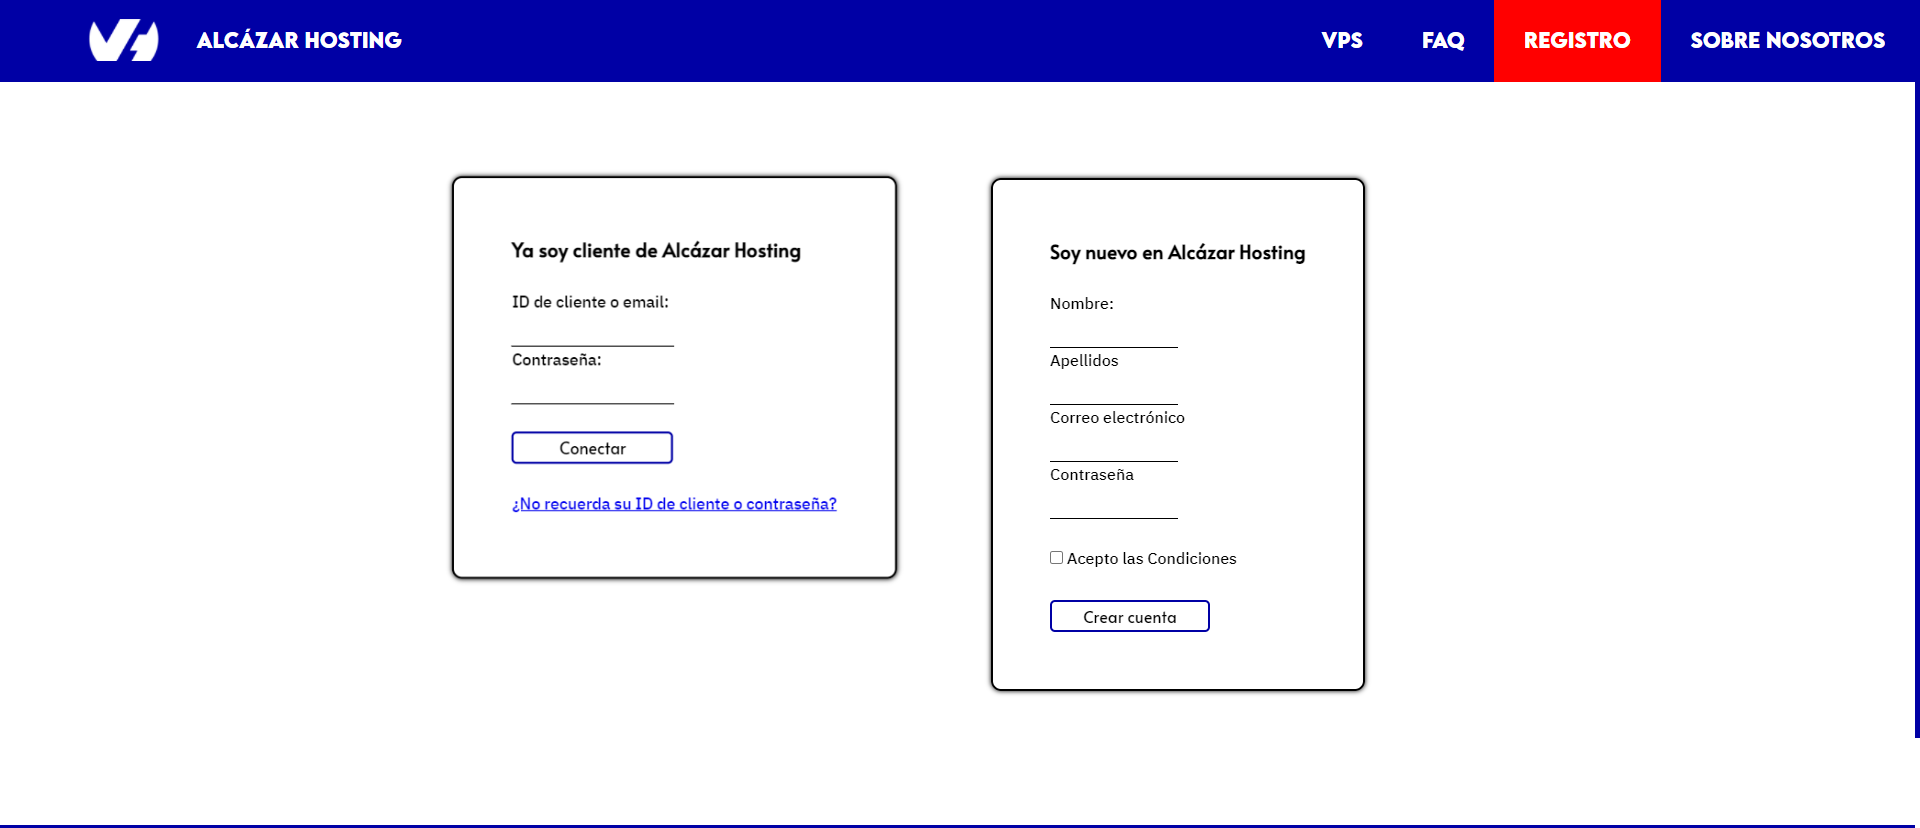 ALCÁZAR HOSTING
VPS
FAQ
REGISTRO
SOBRE NOSOTROS
Ya soy cliente de Alcázar Hosting
ID de cliente o email:
Contraseña:
Conectar
¿No recuerda su ID de cliente o contraseña?
Soy nuevo en Alcázar Hosting
Nombre:
Apellidos
Correo electrónico
Contraseña
Acepto las Condiciones
Crear cuenta